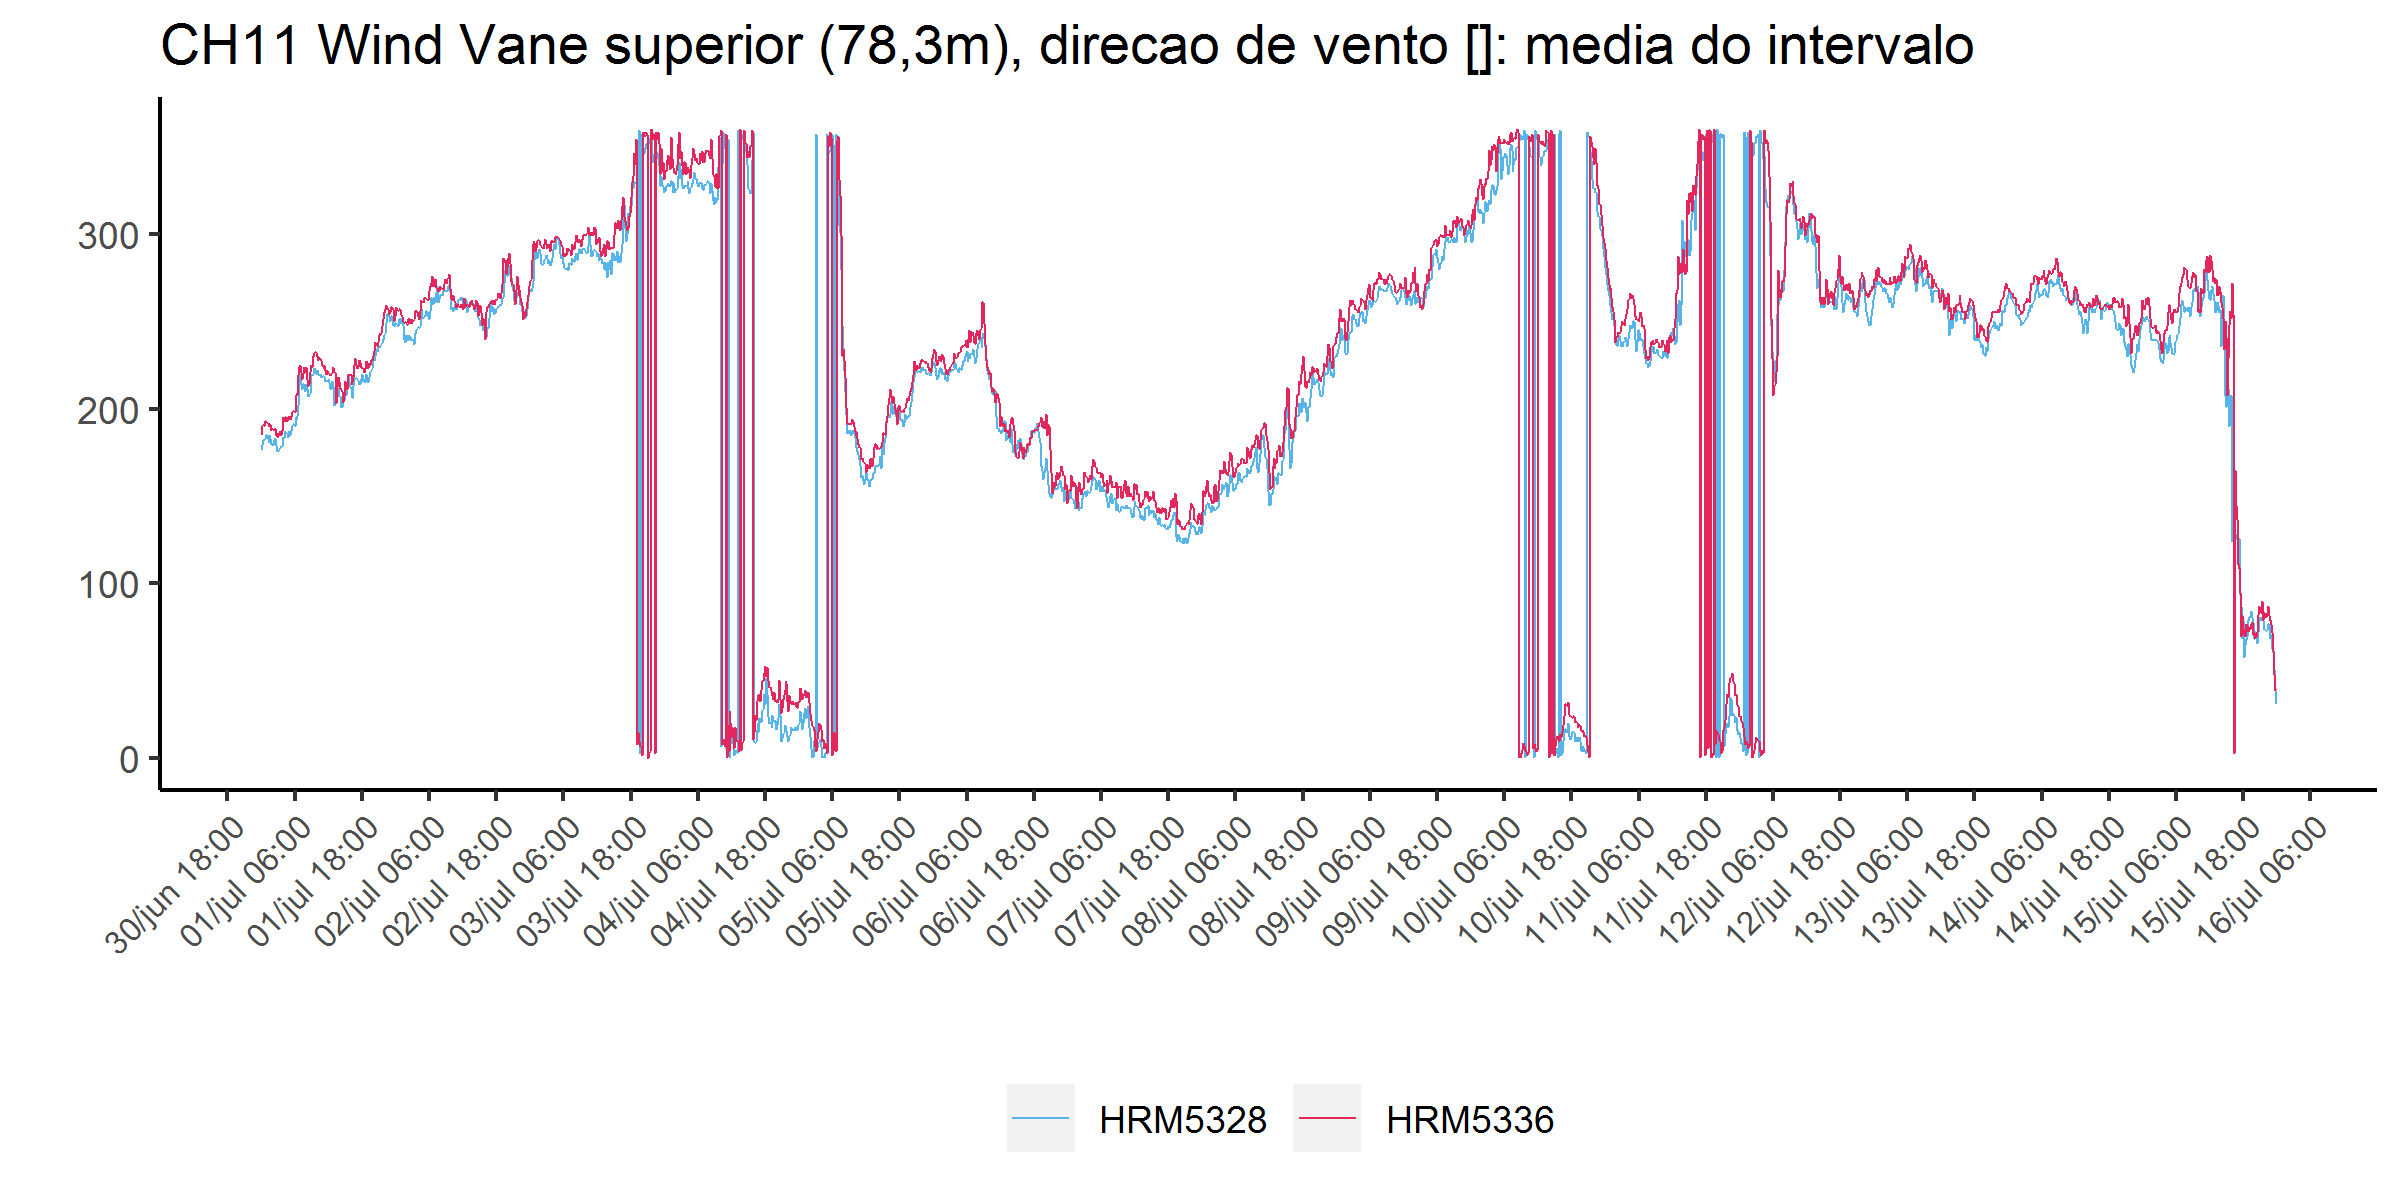 CH11 Wind Vane superior (78,3m), direcao de vento []: media do intervalo
300
200
100
0
30/jun 18:00
01/jul 06:00
01/jul 18:00
02/jul 06:00
02/jul 18:00
03/jul 06:00
03/jul 18:00
04/jul 06:00
04/jul 18:00
05/jul 06:00
05/jul 18:00
06/jul 06:00
06/jul 18:00
07/jul 06:00
07/jul 18:00
08/jul 06:00
08/jul 18:00
09/jul 06:00
09/jul 18:00
10/jul 06:00
10/jul 18:00
11/jul 06:00
11/jul 18:00
12/jul 06:00
12/jul 18:00
13/jul 06:00
13/jul 18:00
14/jul 06:00
14/jul 18:00
15/jul 06:00
15/jul 18:00
16/jul 06:00
HRM5328
HRM5336